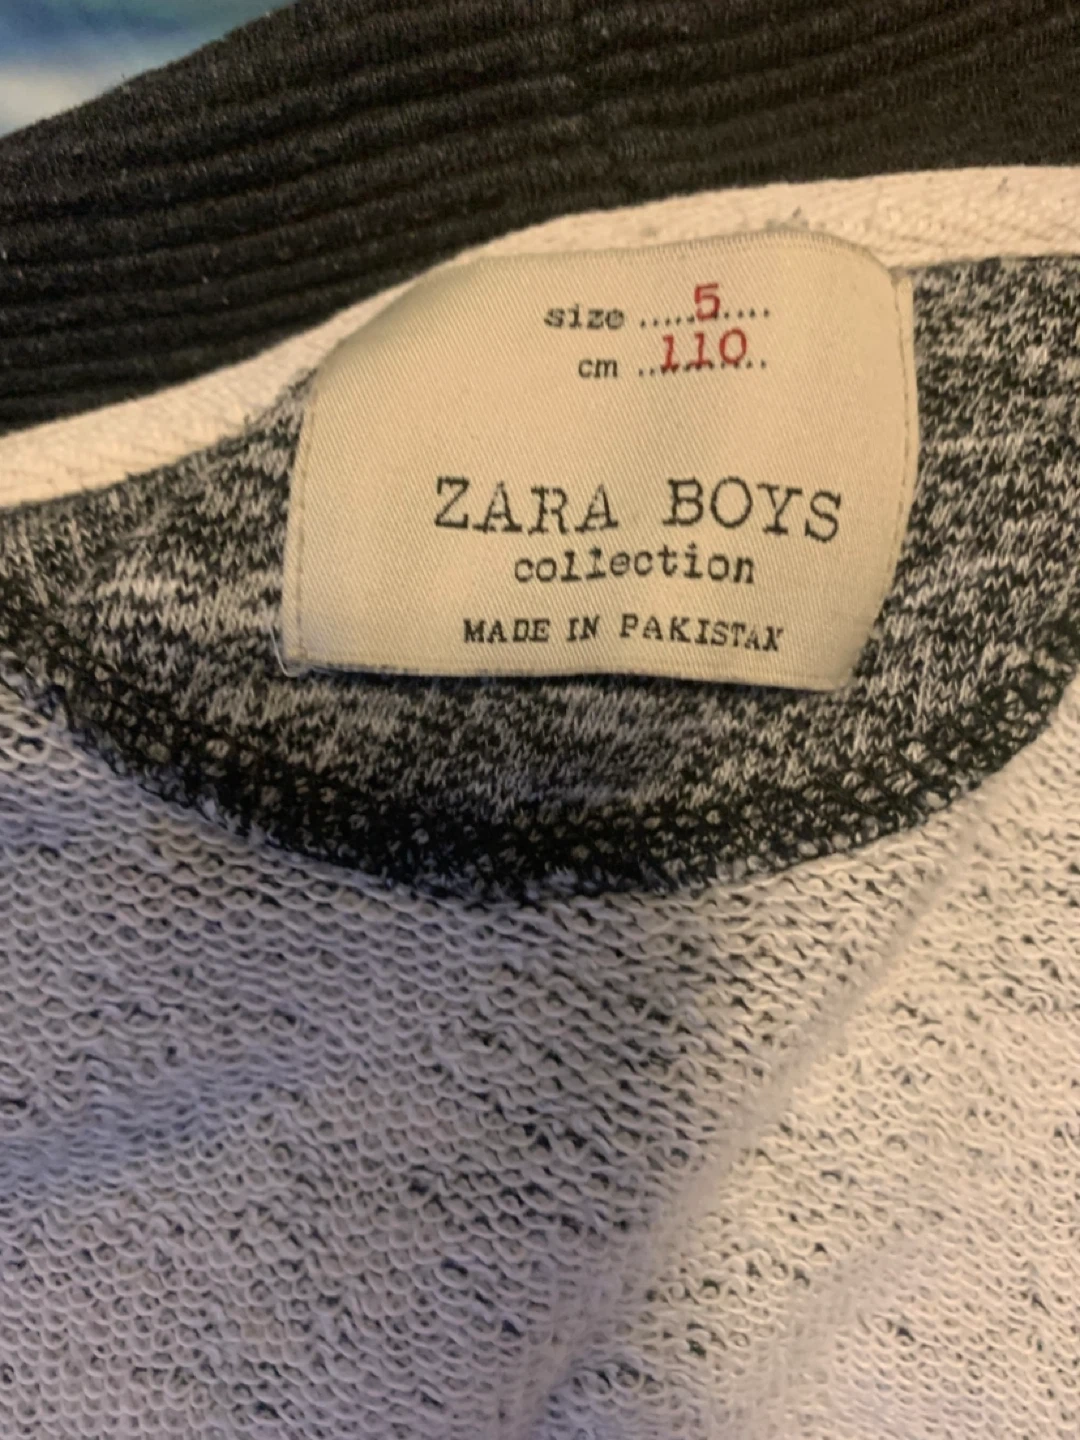 size .....5....
cm ..110..
ZARA BOYS
collection
MADE IN PAKISTAN